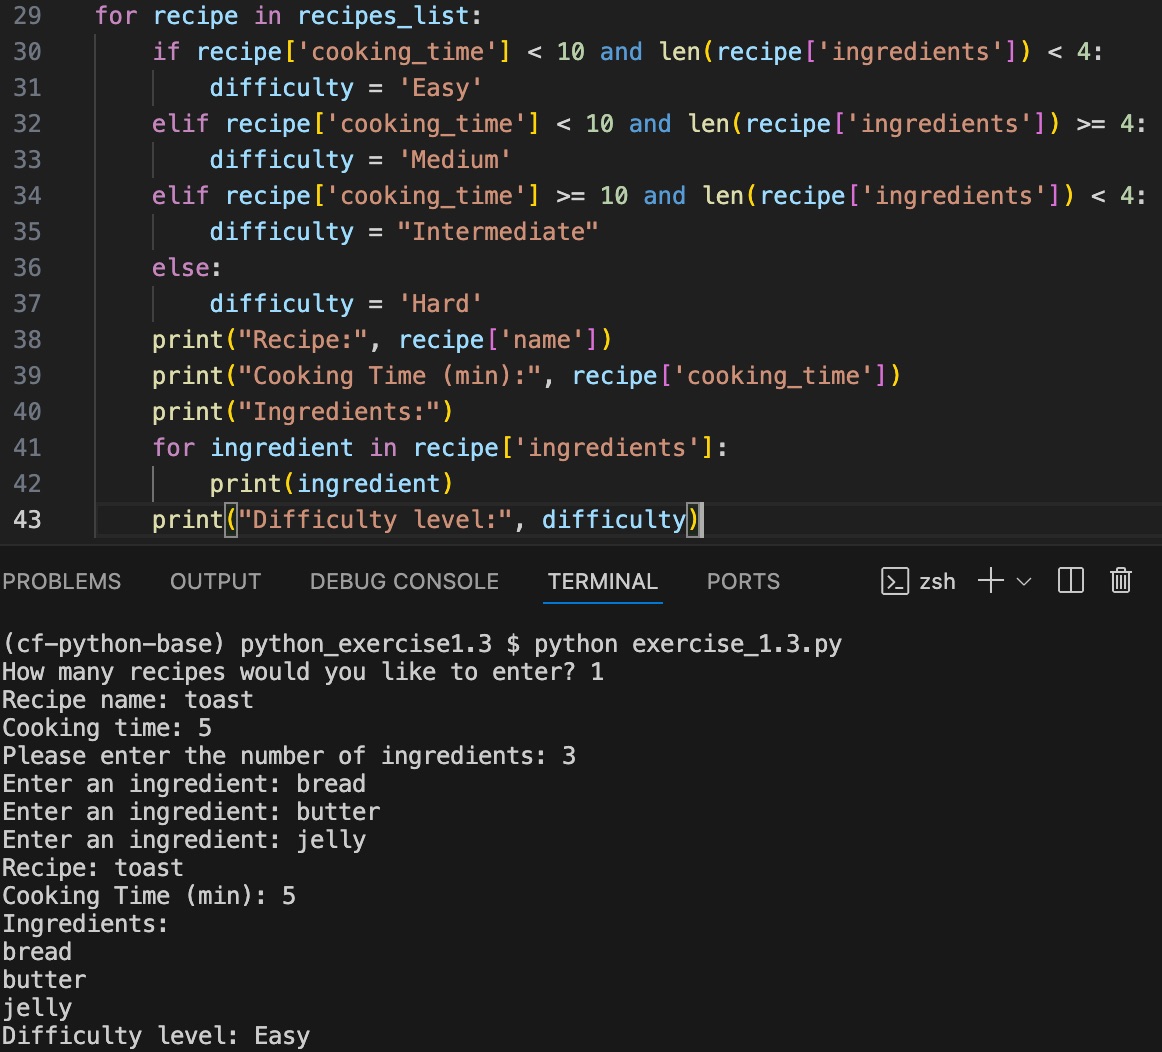 29 for recipe in recipes_list:
30 if recipe['cooking_time'] < 10 and len(recipe['ingredients']) < 4:
31 difficulty = 'Easy'
32 elif recipe['cooking_time'] < 10 and len(recipe['ingredients']) >= 4:
33 difficulty = 'Medium'
34 elif recipe['cooking_time'] >= 10 and len(recipe['ingredients']) < 4:
35 difficulty = "Intermediate"
36 else:
37 difficulty = 'Hard'
38 print("Recipe:", recipe['name'])
39 print("Cooking Time (min):", recipe['cooking_time'])
40 print("Ingredients:")
41 for ingredient in recipe['ingredients']:
42 print(ingredient)
43 print("Difficulty level:", difficulty)
PROBLEMS OUTPUT DEBUG CONSOLE TERMINAL PORTS zsh
(cf-python-base) python_exercise1.3 $ python exercise_1.3.py
How many recipes would you like to enter? 1
Recipe name: toast
Cooking time: 5
Please enter the number of ingredients: 3
Enter an ingredient: bread
Enter an ingredient: butter
Enter an ingredient: jelly
Recipe: toast
Cooking Time (min): 5
Ingredients:
bread
butter
jelly
Difficulty level: Easy